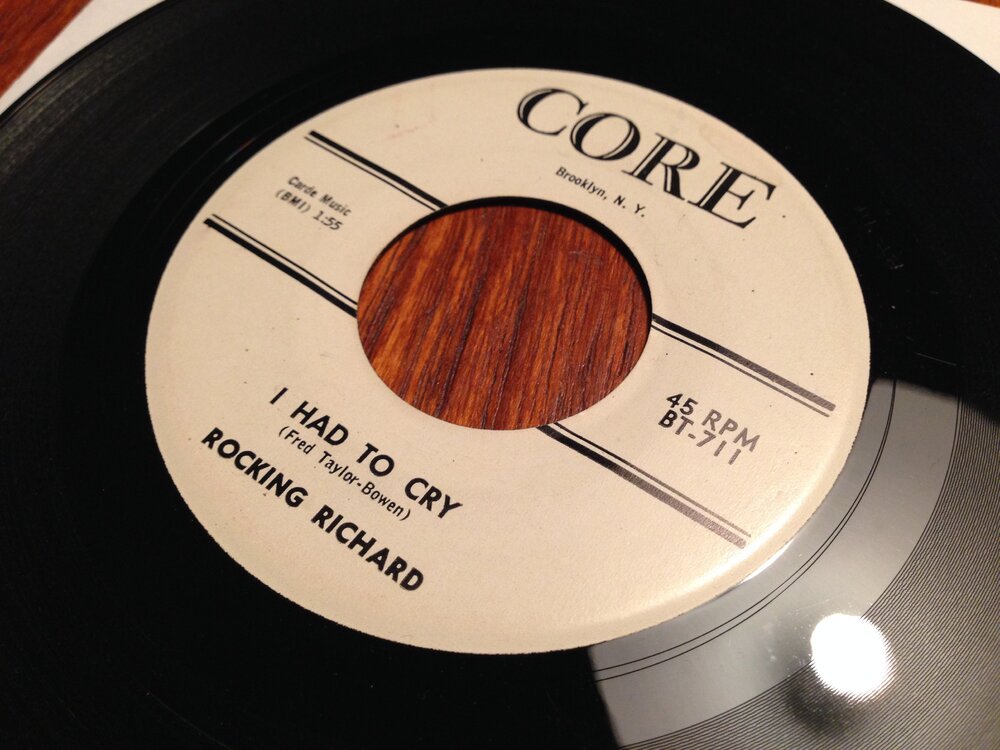 CORE
Brooklyn, N. Y.
Carde Music
(BMI) 1:55
45 RPM
BT-711
I HAD TO CRY
(Fred Taylor-Bowen)
ROCKING RICHARD